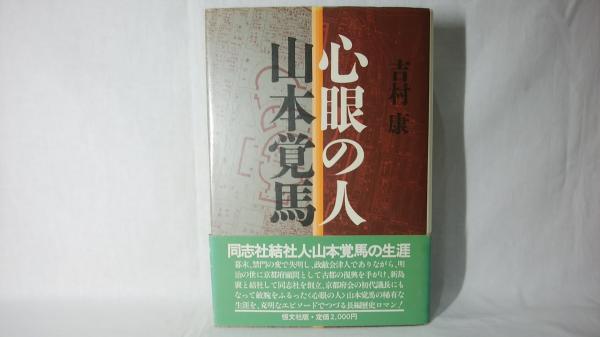 吉村 康
心眼の人
山本覚馬
同志社結社人・山本覚馬の生涯
幕末、禁門の変で失明し、政敵会津人でありながら、明
治の世に京都府顧問として古都の復興を手がけ、新島
襄と結社して同志社を創立、京都府会の初代議長にも
なって敏腕をふるった〈心眼の人〉山本覚馬の稀有な
生涯を、克明なエピソードでつづる長編歴史ロマン!
恒文社版・定価2,000円